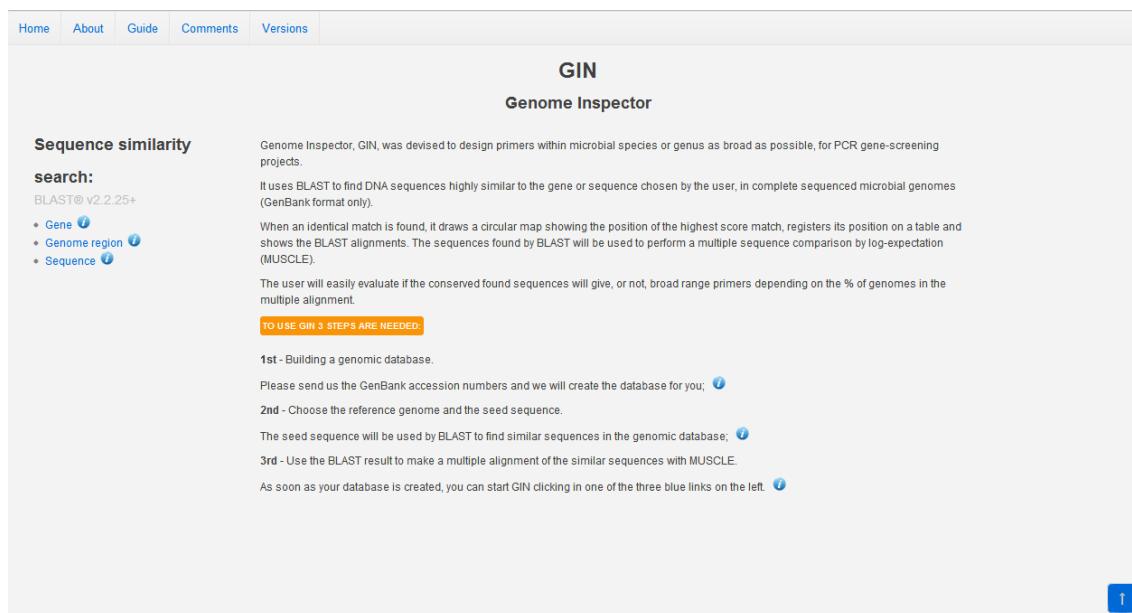 Home About Guide Comments Versions
GIN
Genome Inspector
Sequence similarity
search:
BLAST® v2.2.25+
Gene
Genome region
Sequence
Genome Inspector, GIN, was devised to design primers within microbial species or genus as broad as possible, for PCR gene-screening
projects.
It uses BLAST to find DNA sequences highly similar to the gene or sequence chosen by the user, in complete sequenced microbial genomes
(GenBank format only).
When an identical match is found, it draws a circular map showing the position of the highest score match, registers its position on a table and
shows the BLAST alignments. The sequences found by BLAST will be used to perform a multiple sequence comparison by log-expectation
(MUSCLE).
The user will easily evaluate if the conserved found sequences will give, or not, broad range primers depending on the % of genomes in the
multiple alignment.
TO USE GIN 3 STEPS ARE NEEDED:
1st - Building a genomic database.
Please send us the GenBank accession numbers and we will create the database for you;
2nd - Choose the reference genome and the seed sequence.
The seed sequence will be used by BLAST to find similar sequences in the genomic database;
3rd - Use the BLAST result to make a multiple alignment of the similar sequences with MUSCLE.
As soon as your database is created, you can start GIN clicking in one of the three blue links on the left.